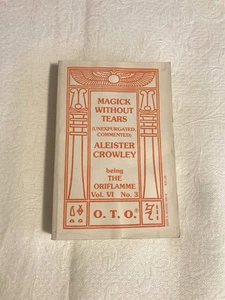 MAGICK
WITHOUT
TEARS
(UNEXPURGATED,
COMMENTED)
ALEISTER
CROWLEY
being
THE
ORIFLAMME
Vol. VI No. 3
O. T. O.